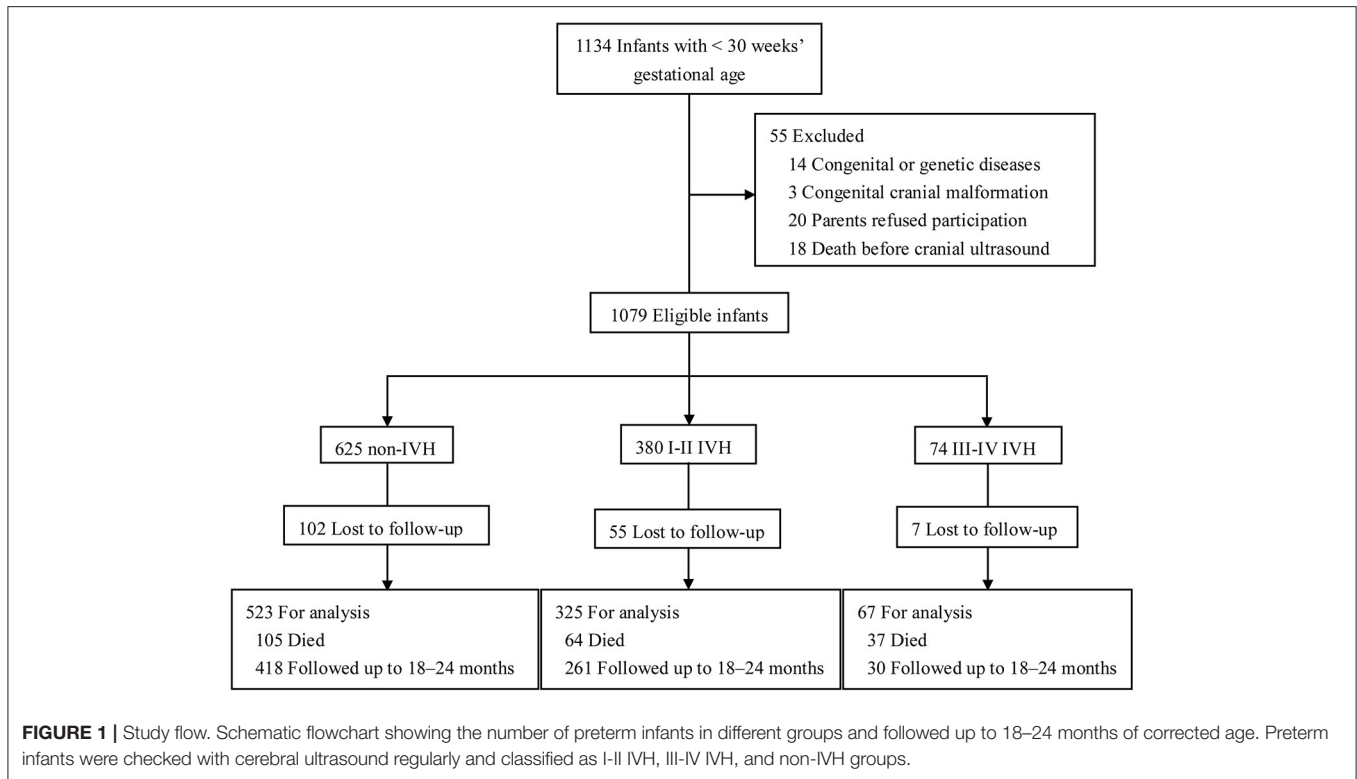 1134 Infants with < 30 weeks'
gestational age
55 Excluded
14 Congenital or genetic diseases
3 Congenital cranial malformation
20 Parents refused participation
18 Death before cranial ultrasound
1079 Eligible infants
625 non-IVH
380 I-II IVH
74 III-IV IVH
102 Lost to follow-up
55 Lost to follow-up
7 Lost to follow-up
523 For analysis
105 Died
418 Followed up to 18–24 months
325 For analysis
64 Died
261 Followed up to 18–24 months
67 For analysis
37 Died
30 Followed up to 18–24 months
FIGURE 1 | Study flow. Schematic flowchart showing the number of preterm infants in different groups and followed up to 18–24 months of corrected age. Preterm
infants were checked with cerebral ultrasound regularly and classified as I-II IVH, III-IV IVH, and non-IVH groups.